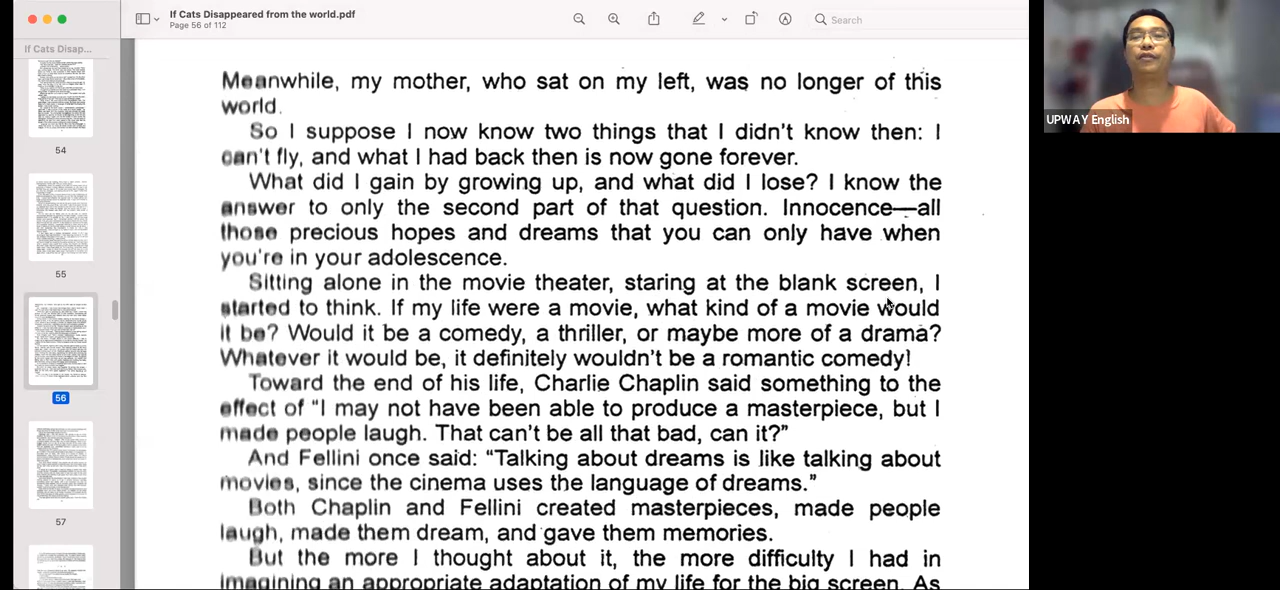 If Cats Disappeared from the world.pdf
Page 56 of 112
Search
If Cats Disap...
54
55
56
57
Meanwhile, my mother, who sat on my left, was no longer of this
world.
So I suppose I now know two things that I didn't know then: I
can't fly, and what I had back then is now gone forever.
What did I gain by growing up, and what did I lose? I know the
answer to only the second part of that question. Innocence—all
those precious hopes and dreams that you can only have when
you're in your adolescence.
Sitting alone in the movie theater, staring at the blank screen, I
started to think. If my life were a movie, what kind of a movie would
it be? Would it be a comedy, a thriller, or maybe more of a drama?
Whatever it would be, it definitely wouldn't be a romantic comedy!
Toward the end of his life, Charlie Chaplin said something to the
effect of “I may not have been able to produce a masterpiece, but I
made people laugh. That can't be all that bad, can it?”
And Fellini once said: “Talking about dreams is like talking about
movies, since the cinema uses the language of dreams.”
Both Chaplin and Fellini created masterpieces, made people
laugh, made them dream, and gave them memories.
But the more I thought about it, the more difficulty I had in
imagining an appropriate adaptation of my life for the big screen. As
UPWAY English